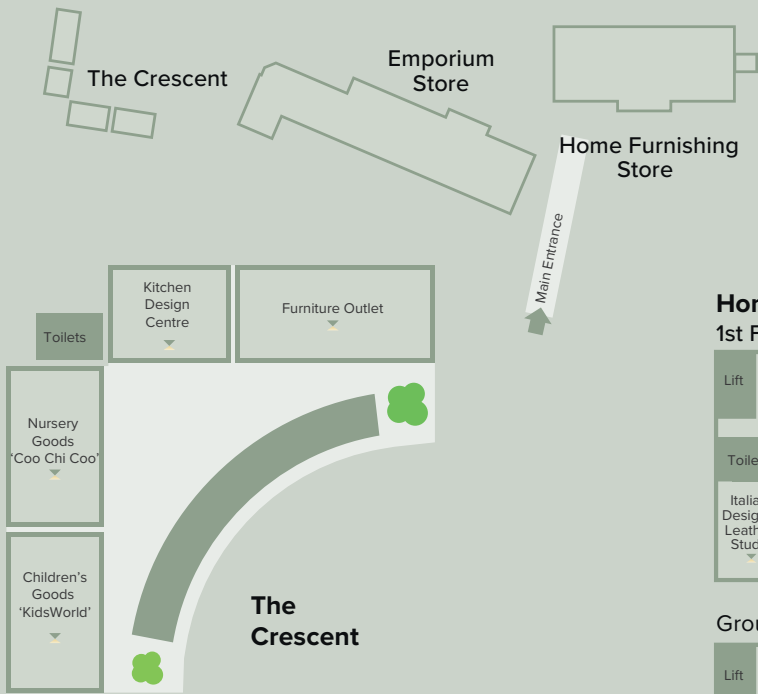 The Crescent
Emporium
Store
Home Furnishing
Store
Main Entrance
Kitchen
Design
Centre
Furniture Outlet
Toilets
Nursery
Goods
‘Coo Chi Coo’
Children’s
Goods
‘KidsWorld’
The
Crescent
1st
Lift
Lift